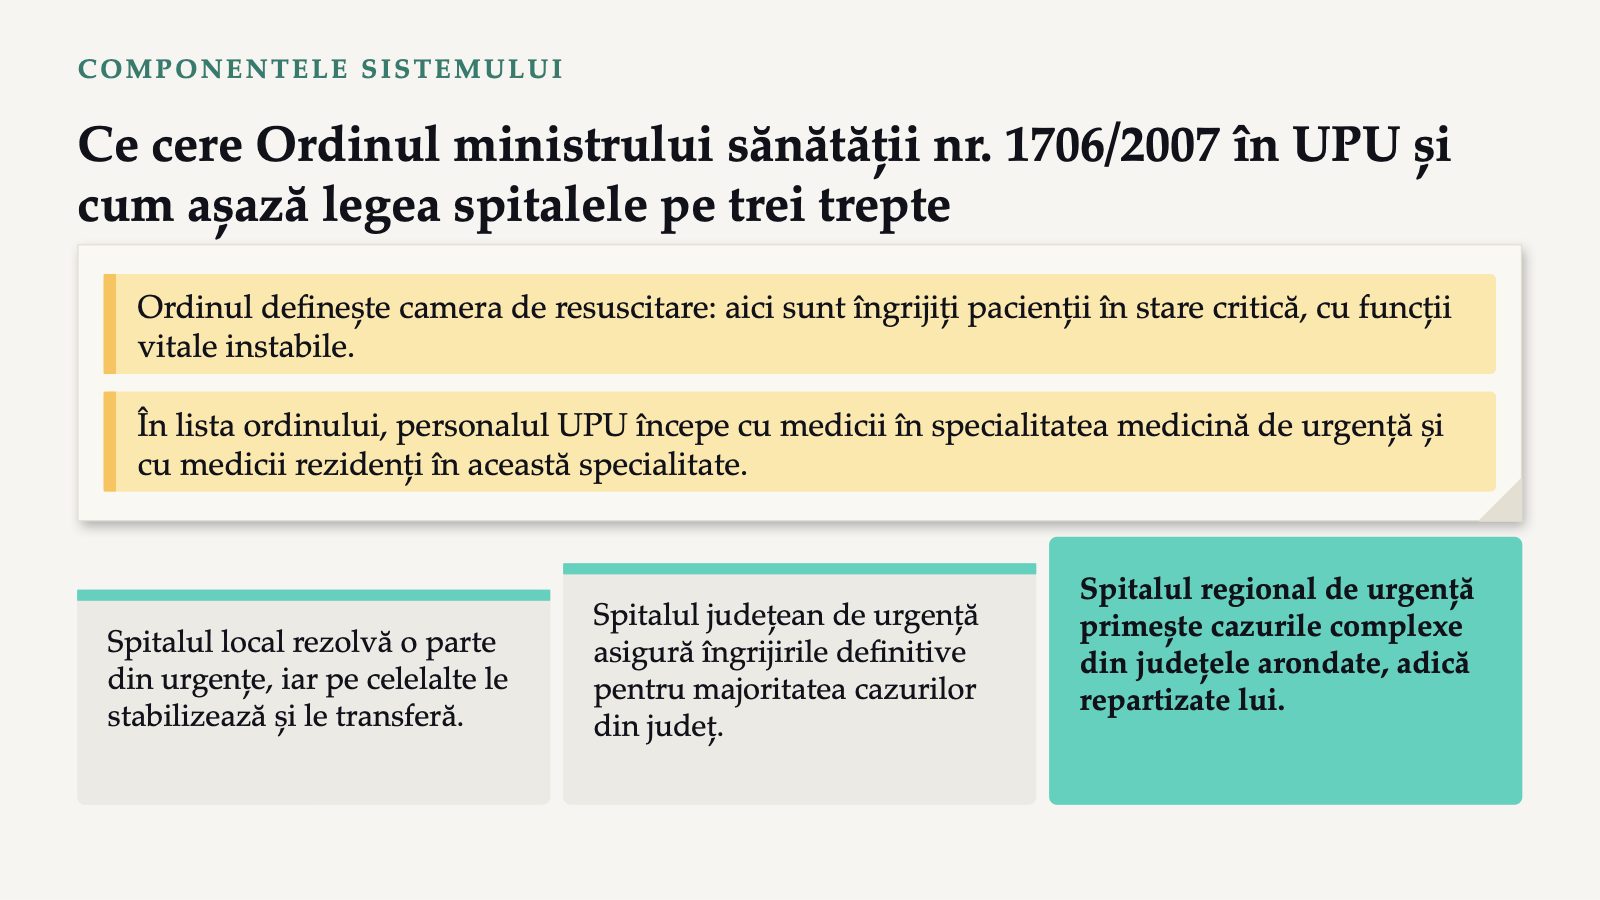 COMPONENTELE SISTEMULUI
Ce cere Ordinul ministrului sănătății nr. 1706/2007 în UPU și
cum așază legea spitalele pe trei trepte
Ordinul definește camera de resuscitare: aici sunt îngrijiți pacienții în stare critică, cu funcții
vitale instabile.
În lista ordinului, personalul UPU începe cu medicii în specialitatea medicină de urgență și
cu medicii rezidenți în această specialitate.
Spitalul local rezolvă o parte
din urgențe, iar pe celelalte le
stabilizează și le transferă.
Spitalul județean de urgență
asigură îngrijirile definitive
pentru majoritatea cazurilor
din județ.
Spitalul regional de urgență
primește cazurile complexe
din județele arondate, adică
repartizate lui.